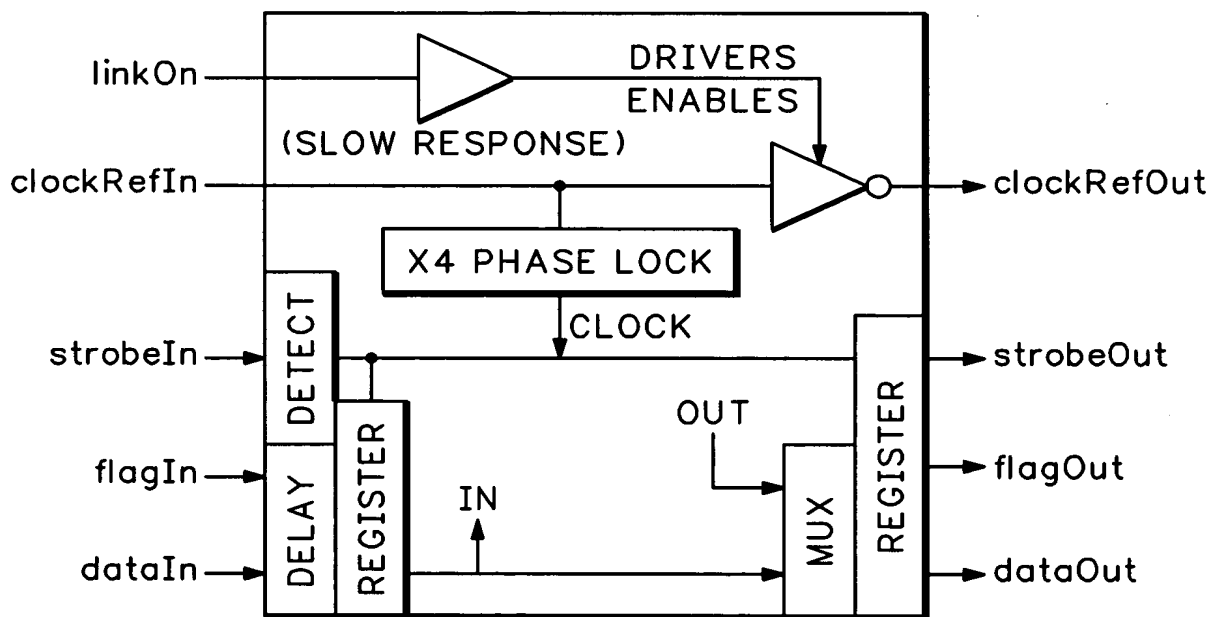 linkOn
DRIVERS
ENABLES
(SLOW RESPONSE)
clockRefIn
clockRefOut
X4 PHASE LOCK
CLOCK
strobeIn
DETECT
strobeOut
OUT
REGISTER
flagIn
DELAY
REGISTER
IN
MUX
flagOut
dataIn
dataOut